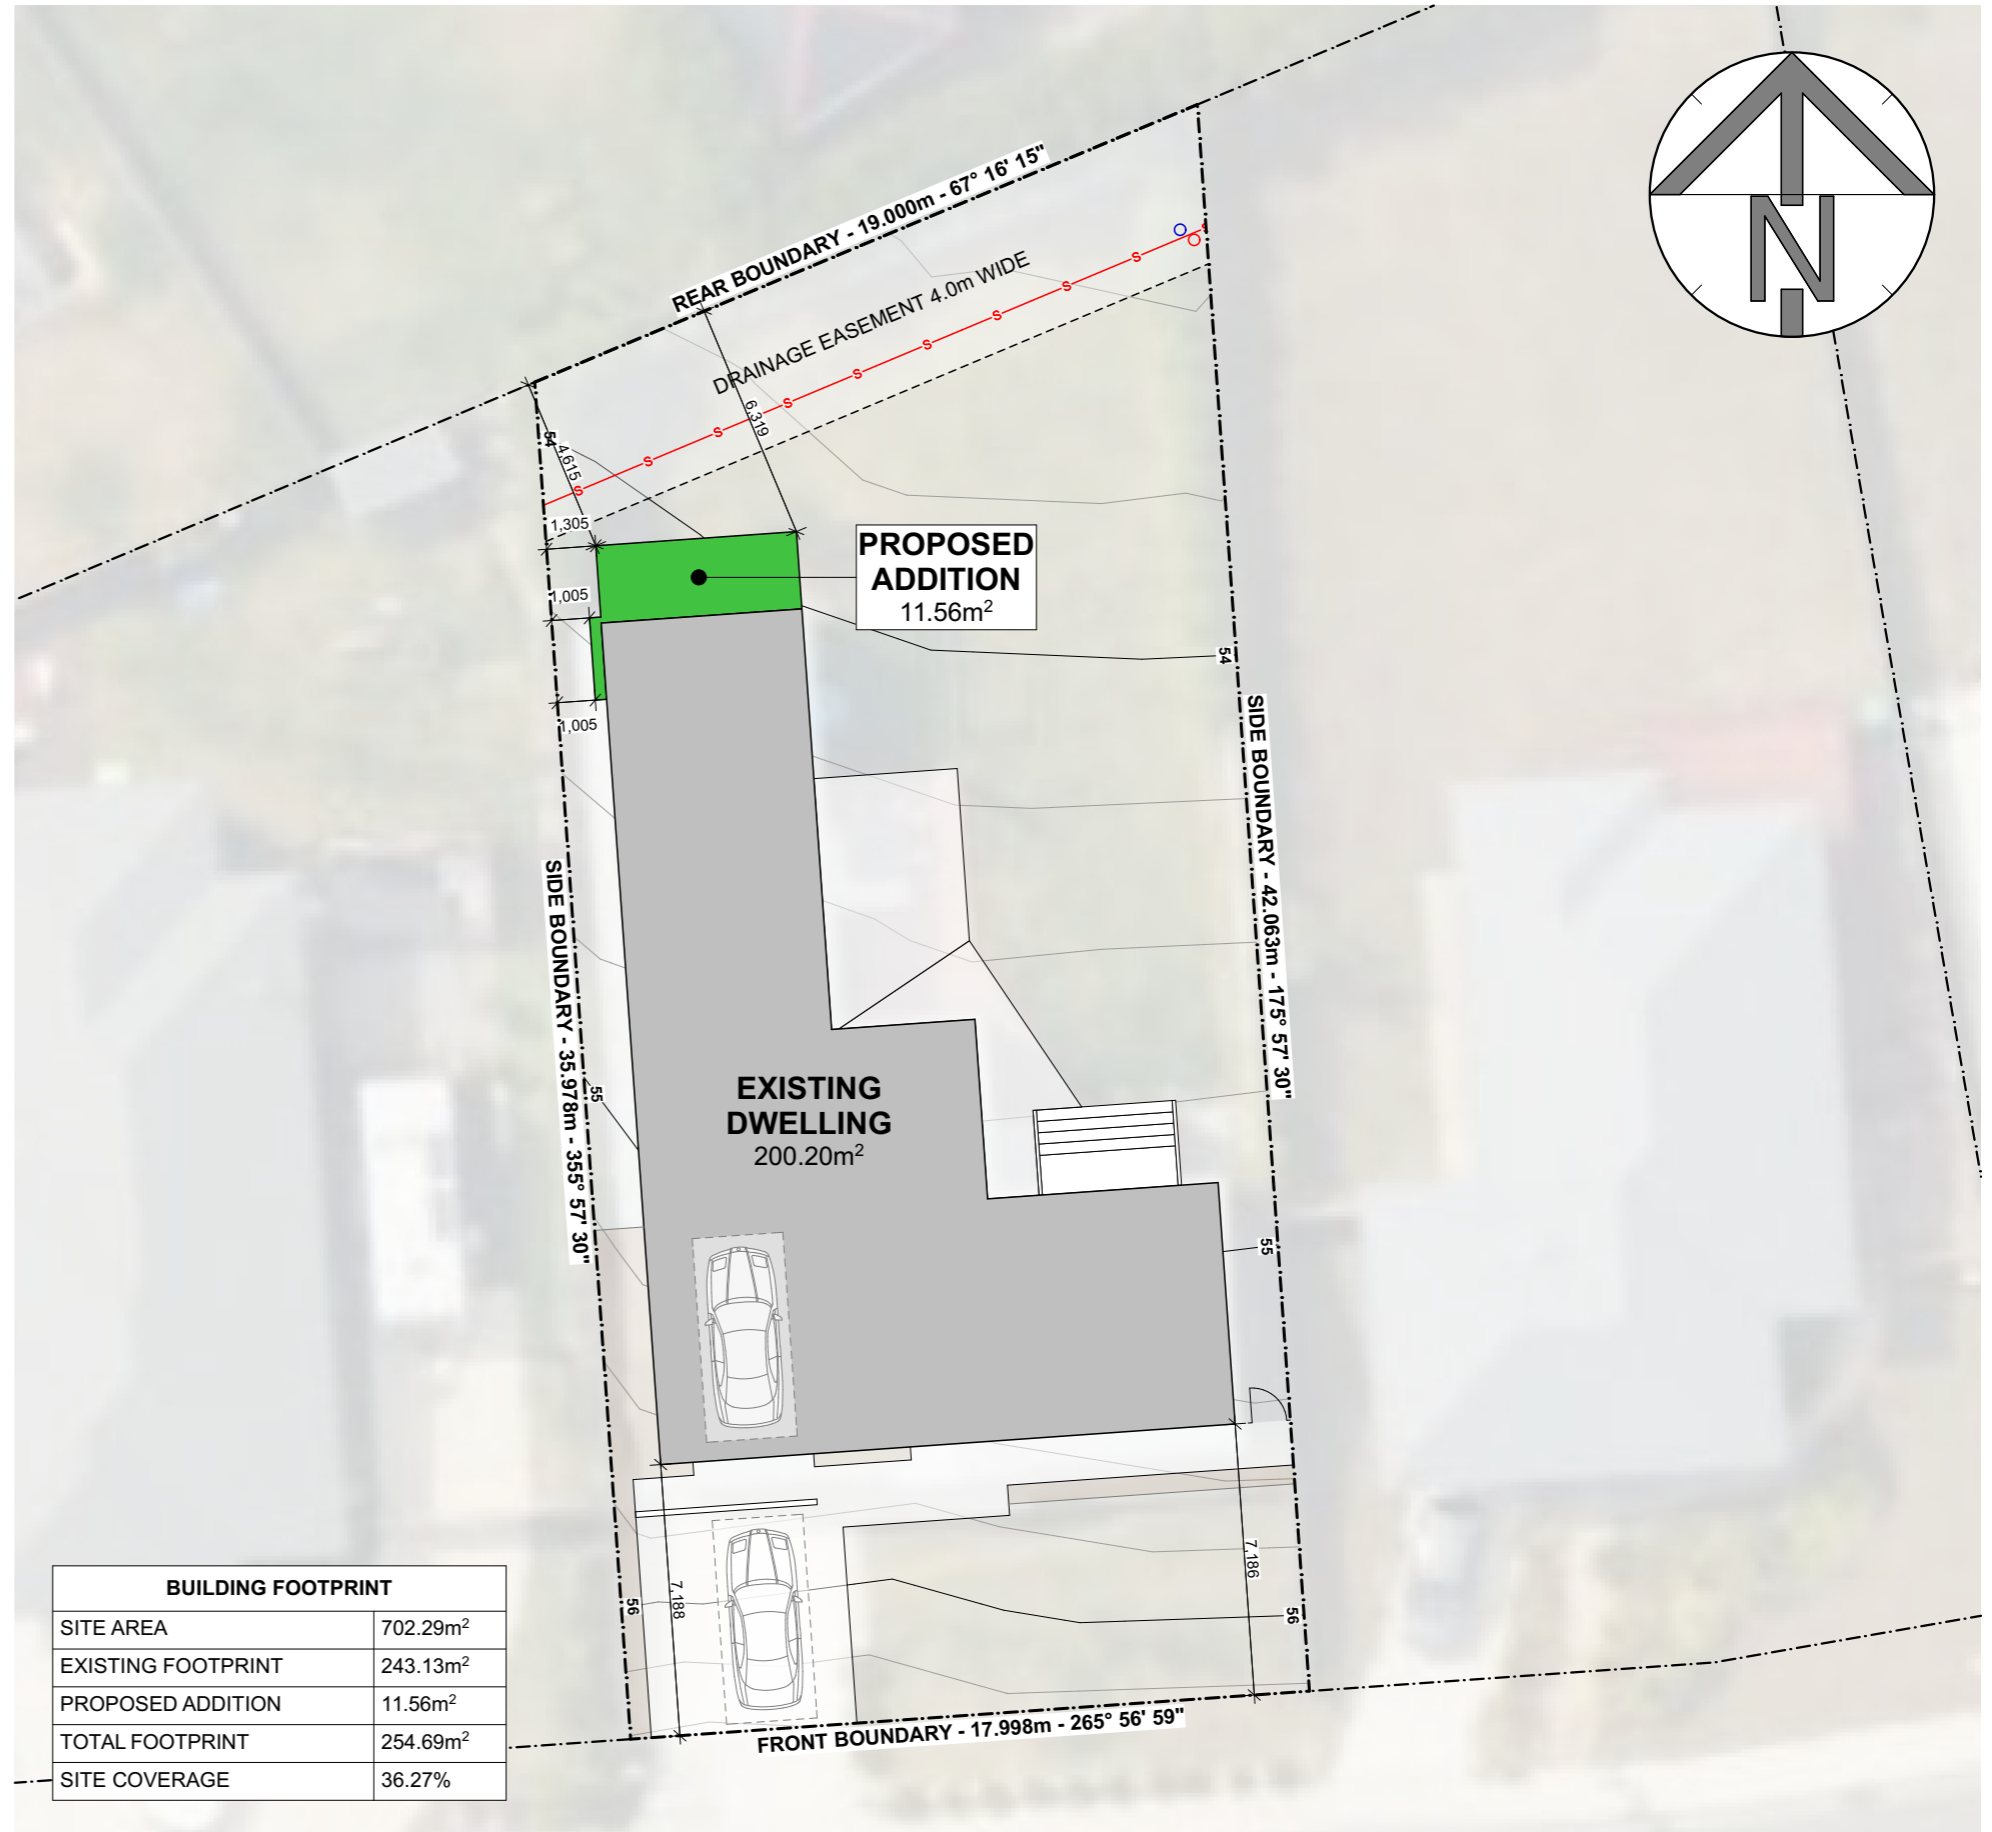 N
REAR BOUNDARY - 19.000m - 67° 16' 15"
DRAINAGE EASEMENT 4.0m WIDE
s
s
s
s
s
s
s
s
s
s
54
4,615
6,319
1,305
1,005
1,005
PROPOSED
ADDITION
11.56m²
54
SIDE BOUNDARY - 42.063m - 175° 57' 30"
SIDE BOUNDARY - 35.978m - 355° 57' 30"
55
EXISTING
DWELLING
200.20m²
55
7,186
7,188
56
56
FRONT BOUNDARY - 17.998m - 265° 56' 59"
BUILDING FOOTPRINT
SITE AREA 702.29m²
EXISTING FOOTPRINT 243.13m²
PROPOSED ADDITION 11.56m²
TOTAL FOOTPRINT 254.69m²
SITE COVERAGE 36.27%